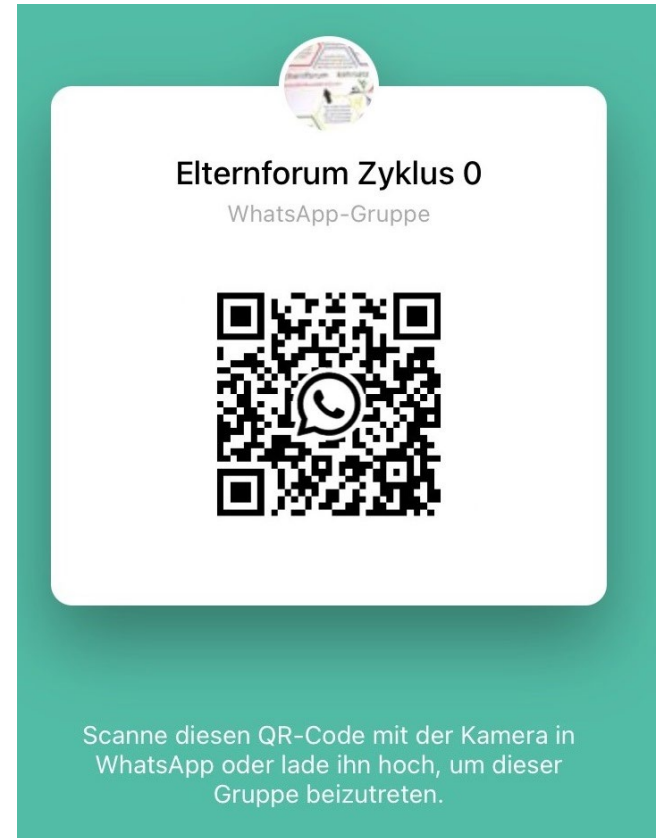 Elternforum Zyklus 0
WhatsApp-Gruppe
Scanne diesen QR-Code mit der Kamera in
WhatsApp oder lade ihn hoch, um dieser
Gruppe beizutreten.